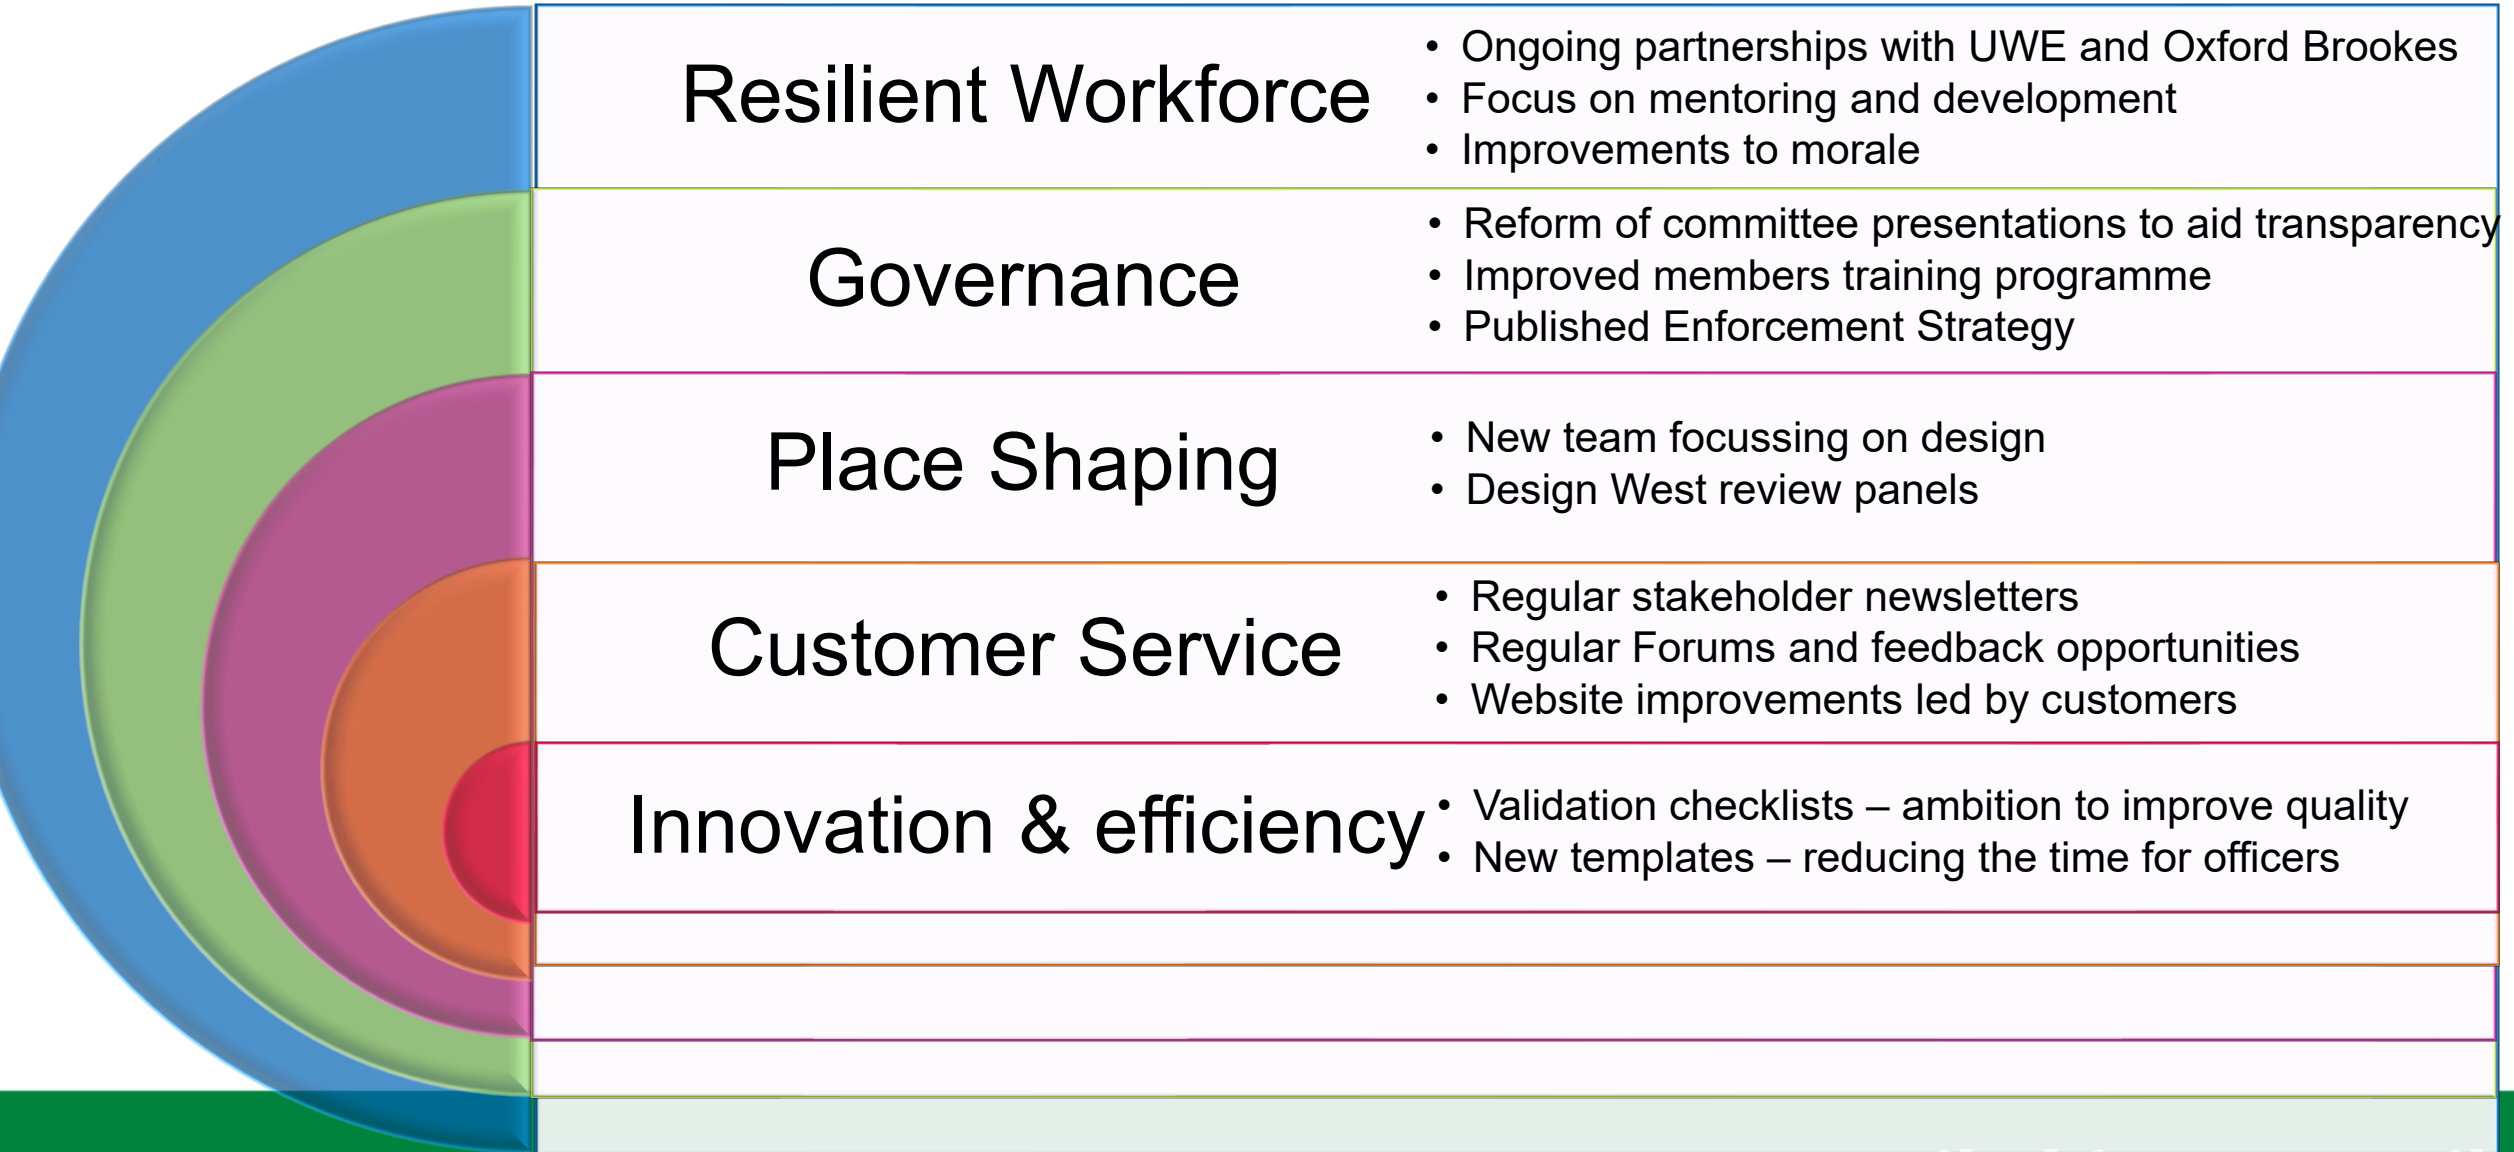 Resilient Workforce
• Ongoing partnerships with UWE and Oxford Brookes
• Focus on mentoring and development
• Improvements to morale
Governance
• Reform of committee presentations to aid transparency
• Improved members training programme
• Published Enforcement Strategy
Place Shaping
• New team focussing on design
• Design West review panels
Customer Service
• Regular stakeholder newsletters
• Regular Forums and feedback opportunities
• Website improvements led by customers
Innovation & efficiency
• Validation checklists – ambition to improve quality
• New templates – reducing the time for officers